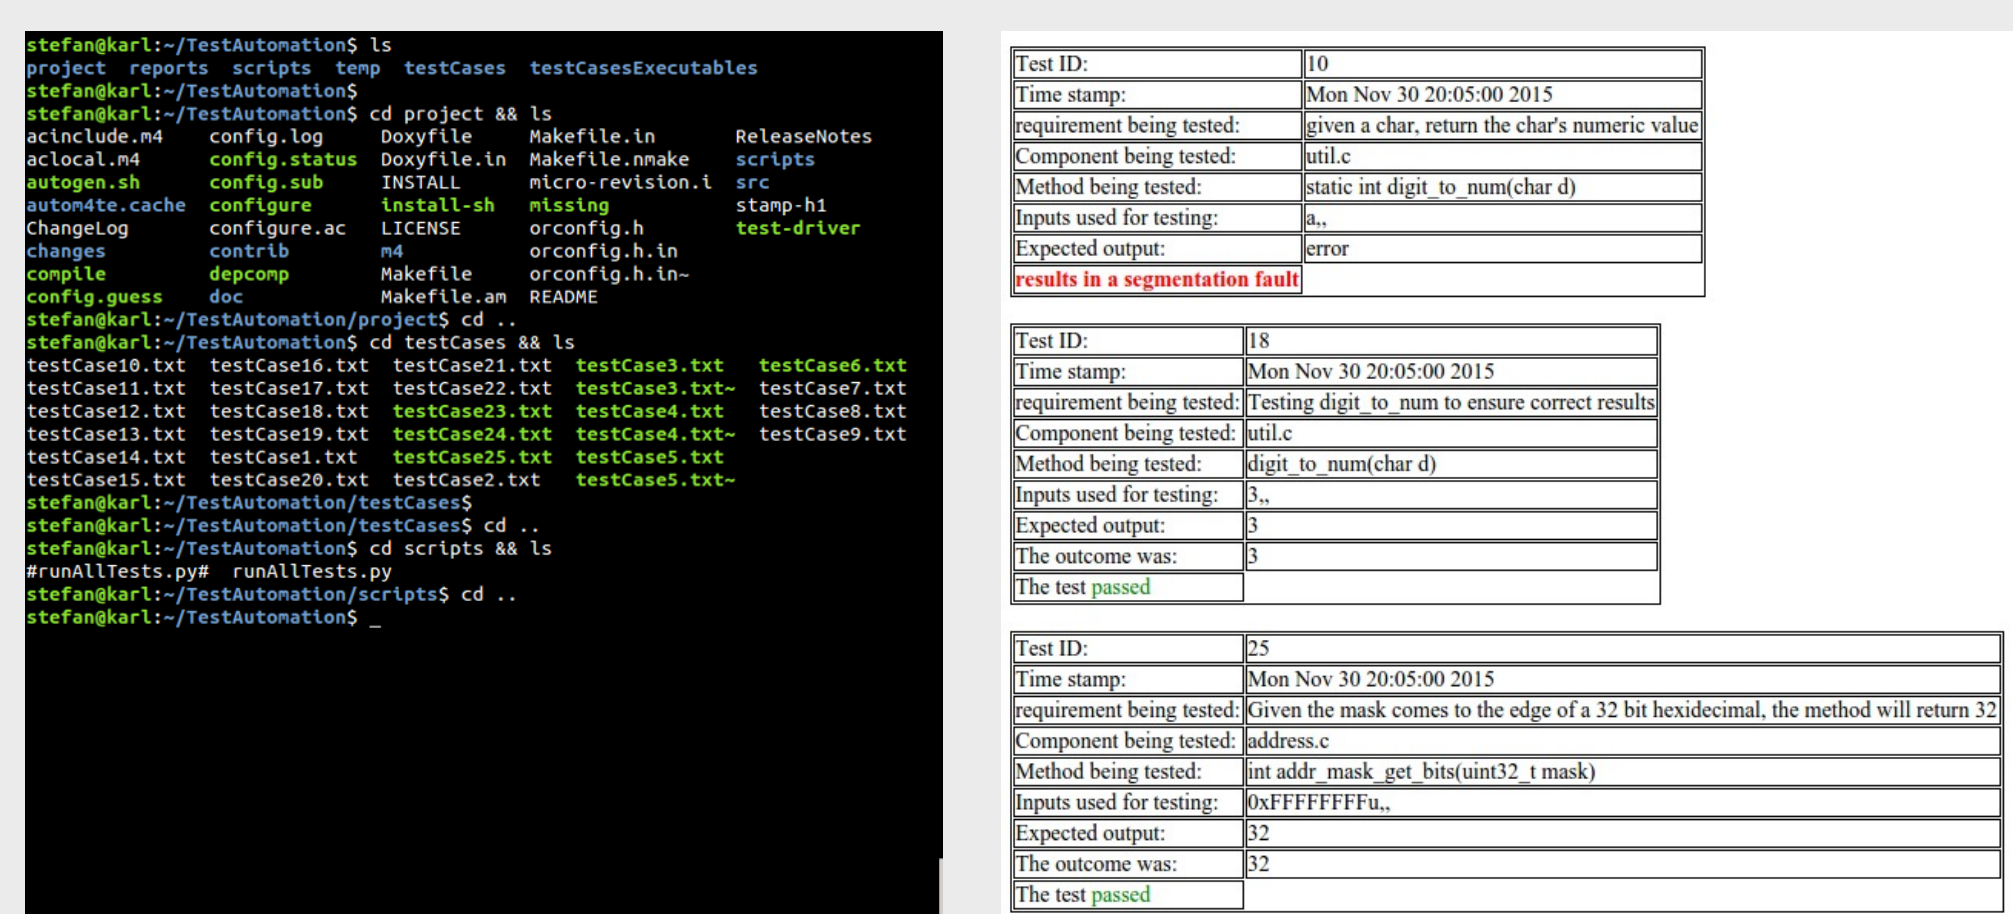 stefan@karl:~/TestAutomation$ ls
project reports scripts temp testCases testCasesExecutables
stefan@karl:~/TestAutomation$
stefan@karl:~/TestAutomation$ cd project && ls
acinclude.m4 config.log Doxyfile Makefile.in ReleaseNotes
aclocal.m4 config.status Doxyfile.in Makefile.nmake scripts
autogen.sh config.sub INSTALL micro-revision.i src
autom4te.cache configure install-sh missing stamp-h1
ChangeLog configure.ac LICENSE orconfig.h test-driver
changes contrib m4 orconfig.h.in
compile depcomp Makefile orconfig.h.in~
config.guess doc Makefile.am README
stefan@karl:~/TestAutomation/project$ cd ..
stefan@karl:~/TestAutomation$ cd testCases && ls
testCase10.txt testCase16.txt testCase21.txt testCase3.txt testCase6.txt
testCase11.txt testCase17.txt testCase22.txt testCase3.txt~ testCase7.txt
testCase12.txt testCase18.txt testCase23.txt testCase4.txt testCase8.txt
testCase13.txt testCase19.txt testCase24.txt testCase4.txt~ testCase9.txt
testCase14.txt testCase1.txt testCase25.txt testCase5.txt
testCase15.txt testCase20.txt testCase2.txt testCase5.txt~
stefan@karl:~/TestAutomation/testCases$
stefan@karl:~/TestAutomation/testCases$ cd ..
stefan@karl:~/TestAutomation$ cd scripts && ls
#runAllTests.py# runAllTests.py
stefan@karl:~/TestAutomation/scripts$ cd ..
stefan@karl:~/TestAutomation$ _
Test ID: 10
Time stamp: Mon Nov 30 20:05:00 2015
requirement being tested: given a char, return the char's numeric value
Component being tested: util.c
Method being tested: static int digit_to_num(char d)
Inputs used for testing: a,,
Expected output: error
results in a segmentation fault
Test ID: 18
Time stamp: Mon Nov 30 20:05:00 2015
requirement being tested: Testing digit_to_num to ensure correct results
Component being tested: util.c
Method being tested: digit_to_num(char d)
Inputs used for testing: 3,,
Expected output: 3
The outcome was: 3
The test passed
Test ID: 25
Time stamp: Mon Nov 30 20:05:00 2015
requirement being tested: Given the mask comes to the edge of a 32 bit hexidecimal, the method will return 32
Component being tested: address.c
Method being tested: int addr_mask_get_bits(uint32_t mask)
Inputs used for testing: 0xFFFFFFFFu,,
Expected output: 32
The outcome was: 32
The test passed